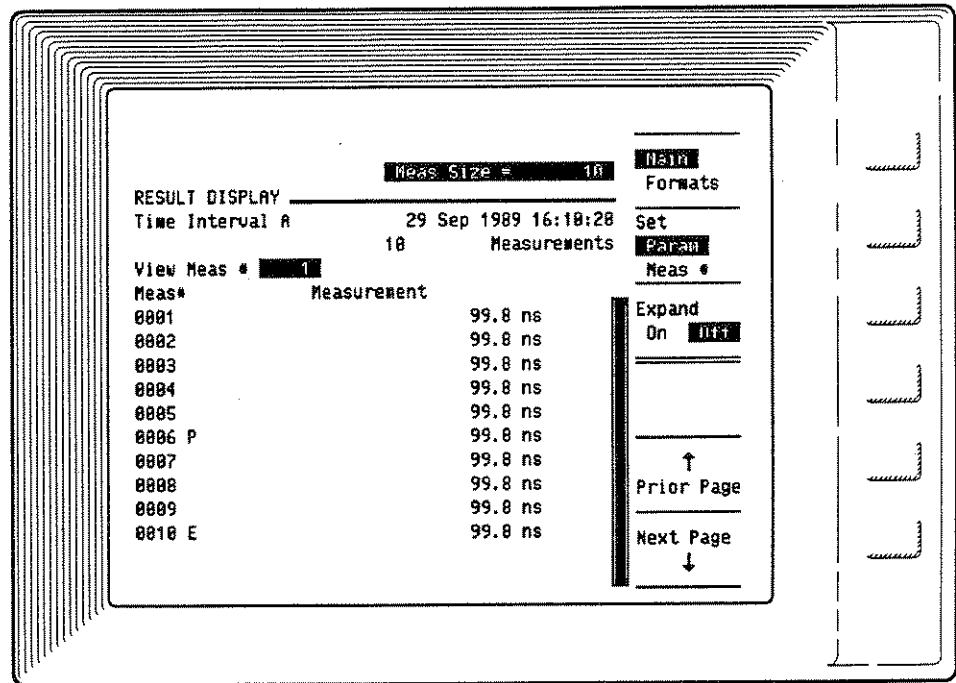 Meas Size = 10
RESULT DISPLAY
Time Interval A 29 Sep 1989 16:10:28
10 Measurements
View Meas # 1
Meas# Measurement
0001 99.8 ns
0002 99.8 ns
0003 99.8 ns
0004 99.8 ns
0005 99.8 ns
0006 P 99.8 ns
0007 99.8 ns
0008 99.8 ns
0009 99.8 ns
0010 E 99.8 ns
Main
Formats
Set
Param
Meas #
Expand
On Off
↑
Prior Page
Next Page
↓